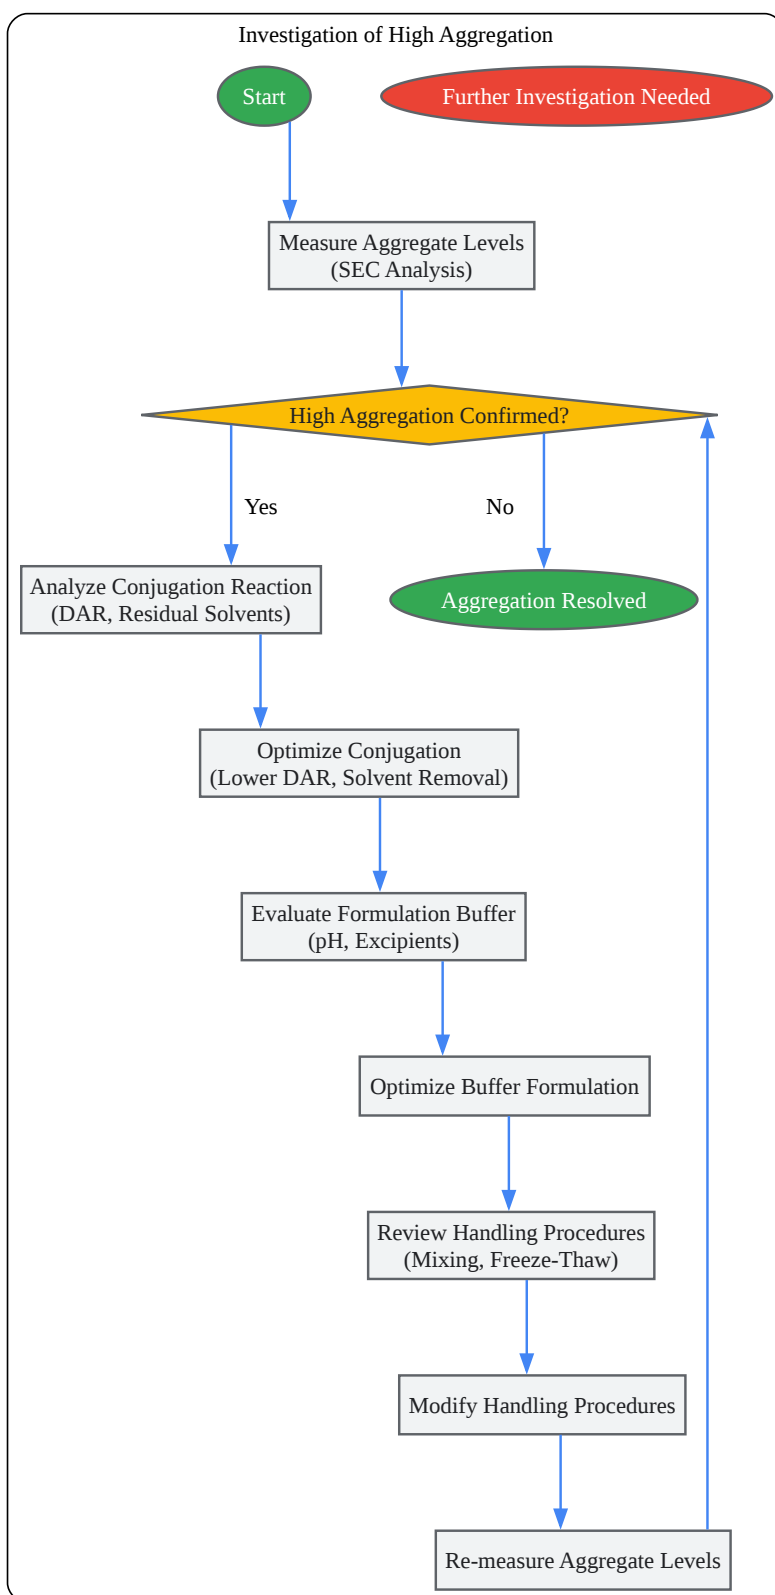 Investigation of High Aggregation
Start
Further Investigation Needed
Measure Aggregate Levels
(SEC Analysis)
High Aggregation Confirmed?
Yes
No
Analyze Conjugation Reaction
(DAR, Residual Solvents)
Aggregation Resolved
Optimize Conjugation
(Lower DAR, Solvent Removal)
Evaluate Formulation Buffer
(pH, Excipients)
Optimize Buffer Formulation
Review Handling Procedures
(Mixing, Freeze-Thaw)
Modify Handling Procedures
Re-measure Aggregate Levels